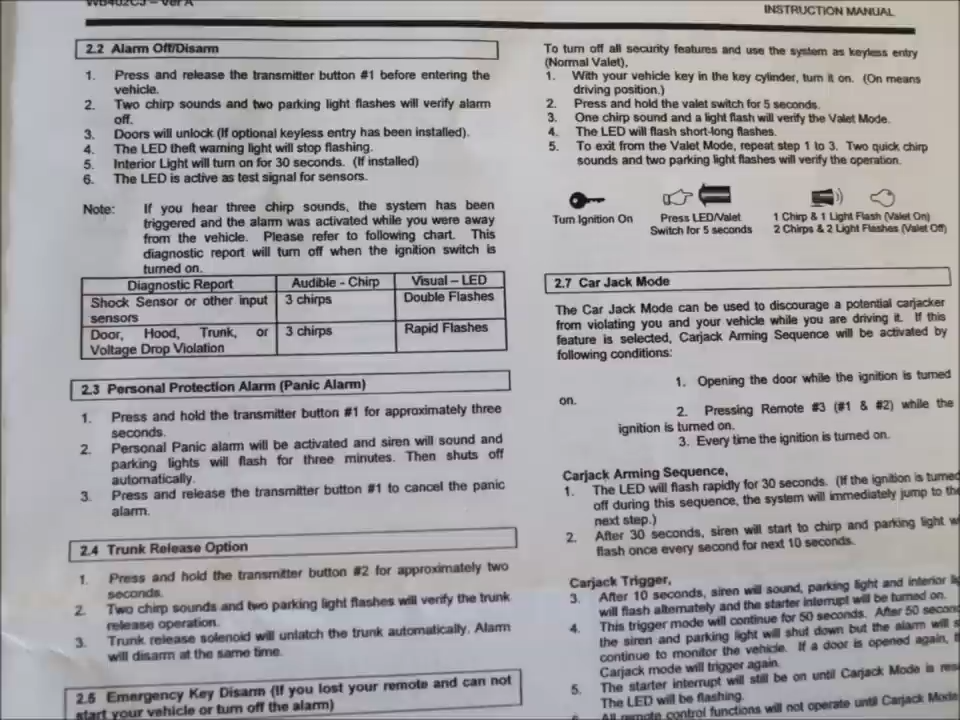 WB402CJ – Ver A
INSTRUCTION MANUAL
2.2 Alarm Off/Disarm
1. Press and release the transmitter button #1 before entering the
vehicle.
2. Two chirp sounds and two parking light flashes will verify alarm
off.
3. Doors will unlock (If optional keyless entry has been installed).
4. The LED theft warning light will stop flashing.
5. Interior Light will turn on for 30 seconds. (If installed)
6. The LED is active as test signal for sensors.
Note: If you hear three chirp sounds, the system has been
triggered and the alarm was activated while you were away
from the vehicle. Please refer to following chart. This
diagnostic report will turn off when the ignition switch is
turned on.
Diagnostic Report Audible - Chirp Visual – LED
Shock Sensor or other input 3 chirps Double Flashes
sensors
Door, Hood, Trunk, or 3 chirps Rapid Flashes
Voltage Drop Violation
2.3 Personal Protection Alarm (Panic Alarm)
1. Press and hold the transmitter button #1 for approximately three
seconds.
2. Personal Panic alarm will be activated and siren will sound and
parking lights will flash for three minutes. Then shuts off
automatically.
3. Press and release the transmitter button #1 to cancel the panic
alarm.
2.4 Trunk Release Option
1. Press and hold the transmitter button #2 for approximately two
seconds.
2. Two chirp sounds and two parking light flashes will verify the trunk
release operation.
3. Trunk release solenoid will unlatch the trunk automatically. Alarm
will disarm at the same time.
2.5 Emergency Key Disarm (If you lost your remote and can not
start your vehicle or turn off the alarm)
To turn off all security features and use the system as keyless entry
(Normal Valet),
1. With your vehicle key in the key cylinder, turn it on. (On means
driving position.)
2. Press and hold the valet switch for 5 seconds.
3. One chirp sound and a light flash will verify the Valet Mode.
4. The LED will flash short-long flashes.
5. To exit from the Valet Mode, repeat step 1 to 3. Two quick chirp
sounds and two parking light flashes will verify the operation.
Turn Ignition On
Press LED/Valet
Switch for 5 seconds
1 Chirp & 1 Light Flash (Valet On)
2 Chirps & 2 Light Flashes (Valet Off)
2.7 Car Jack Mode
The Car Jack Mode can be used to discourage a potential carjacker
from violating you and your vehicle while you are driving it. If this
feature is selected, Carjack Arming Sequence will be activated by
following conditions:
1. Opening the door while the ignition is turned
on.
2. Pressing Remote #3 (#1 & #2) while the
ignition is turned on.
3. Every time the ignition is turned on.
Carjack Arming Sequence,
1. The LED will flash rapidly for 30 seconds. (If the ignition is turned
off during this sequence, the system will immediately jump to the
next step.)
2. After 30 seconds, siren will start to chirp and parking light
flash once every second for next 10 seconds.
Carjack Trigger,
3. After 10 seconds, siren will sound, parking light and interior
will flash alternately and the starter interrupt will be turned on.
4. This trigger mode will continue for 50 seconds. After 50
the siren and parking light will shut down but the alarm will
continue to monitor the vehicle. If a door is opened again,
Carjack mode will trigger again.
5. The starter interrupt will still be on until Carjack Mode is
The LED will be flashing.
All remote control functions will not operate until Carjack Mode